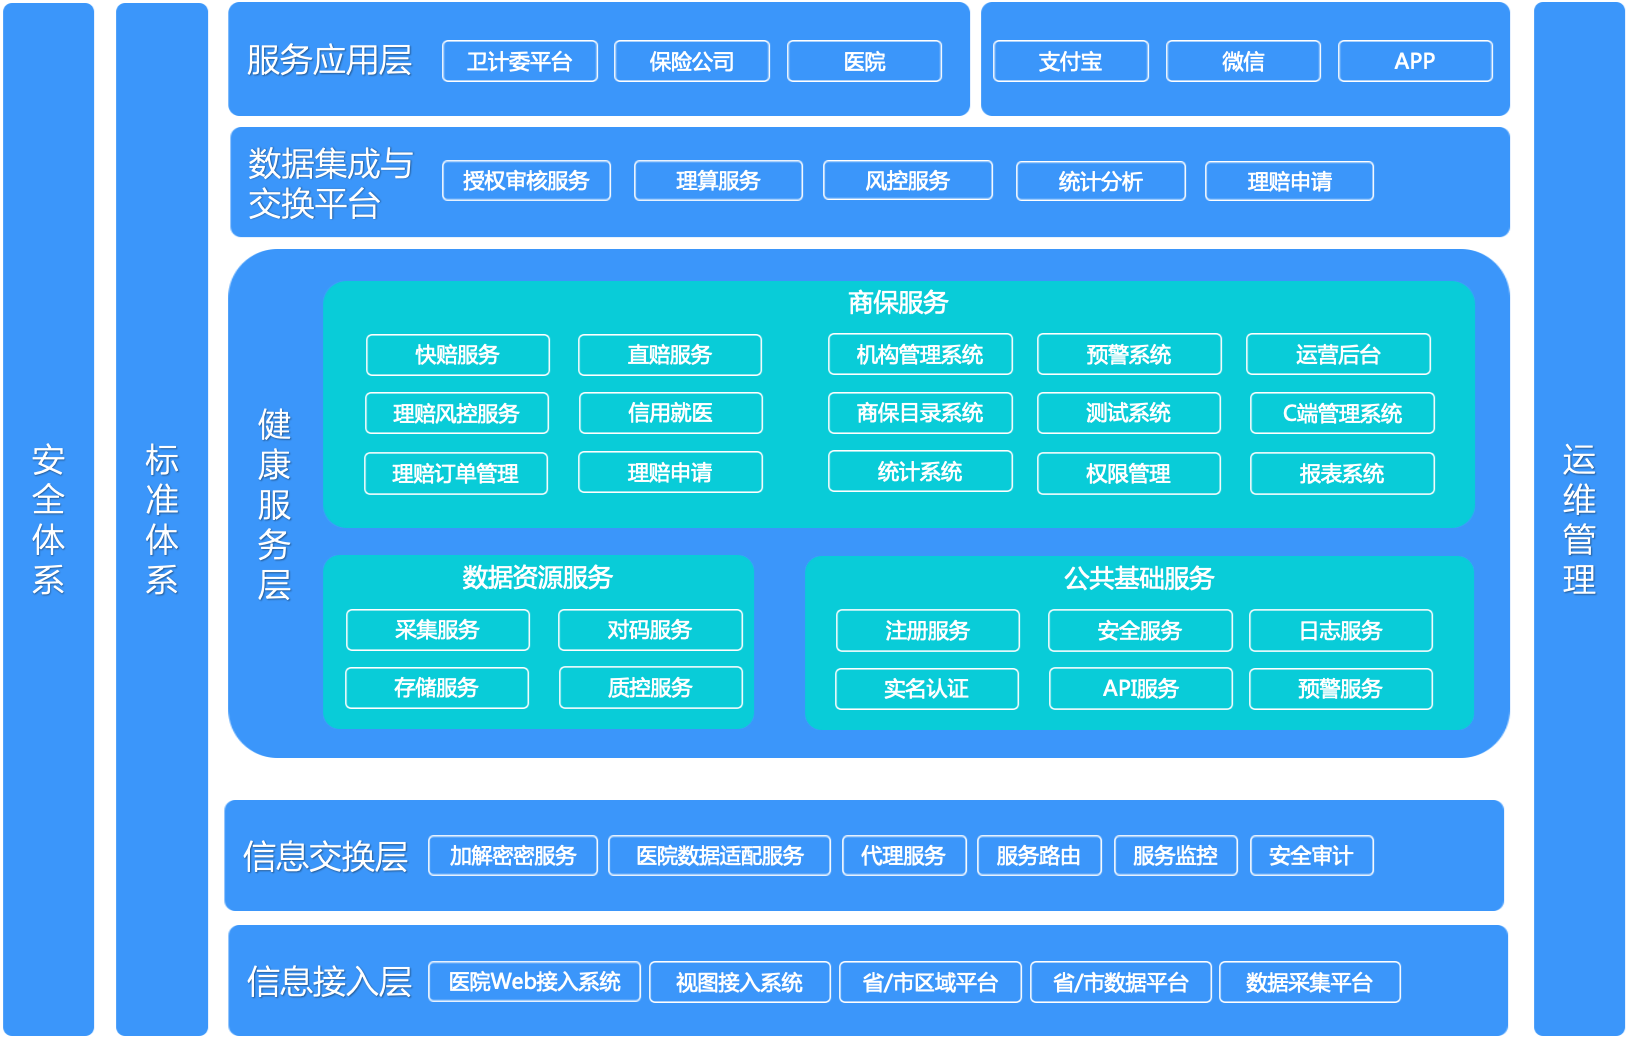 安全体系
标准体系
服务应用层
卫计委平台
保险公司
医院
支付宝
微信
APP
数据集成与
交换平台
授权审核服务
理算服务
风控服务
统计分析
理赔申请
健康服务层
商保服务
快赔服务
直赔服务
机构管理系统
预警系统
运营后台
理赔风控服务
信用就医
商保目录系统
测试系统
C端管理系统
理赔订单管理
理赔申请
统计系统
权限管理
报表系统
数据资源服务
采集服务
对码服务
存储服务
质控服务
公共基础服务
注册服务
安全服务
日志服务
实名认证
API服务
预警服务
信息交换层
加解密密服务
医院数据适配服务
代理服务
服务路由
服务监控
安全审计
信息接入层
医院Web接入系统
视图接入系统
省/市区域平台
省/市数据平台
数据采集平台
运维管理